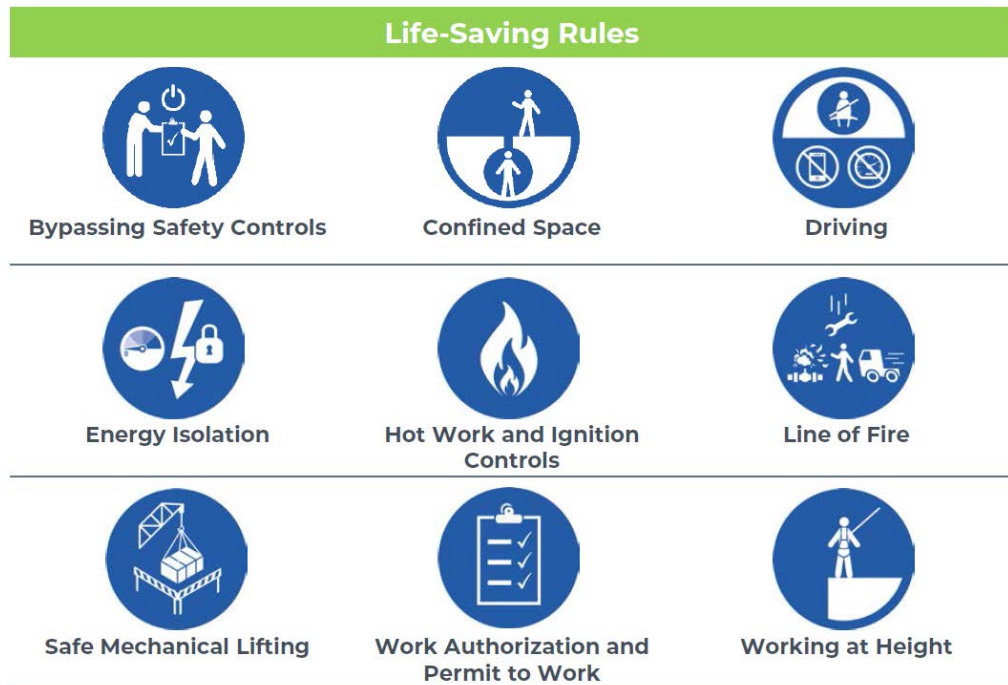 Life-Saving Rules
Bypassing Safety Controls
Confined Space
Driving
Energy Isolation
Hot Work and Ignition
Controls
Line of Fire
Safe Mechanical Lifting
Work Authorization and
Permit to Work
Working at Height